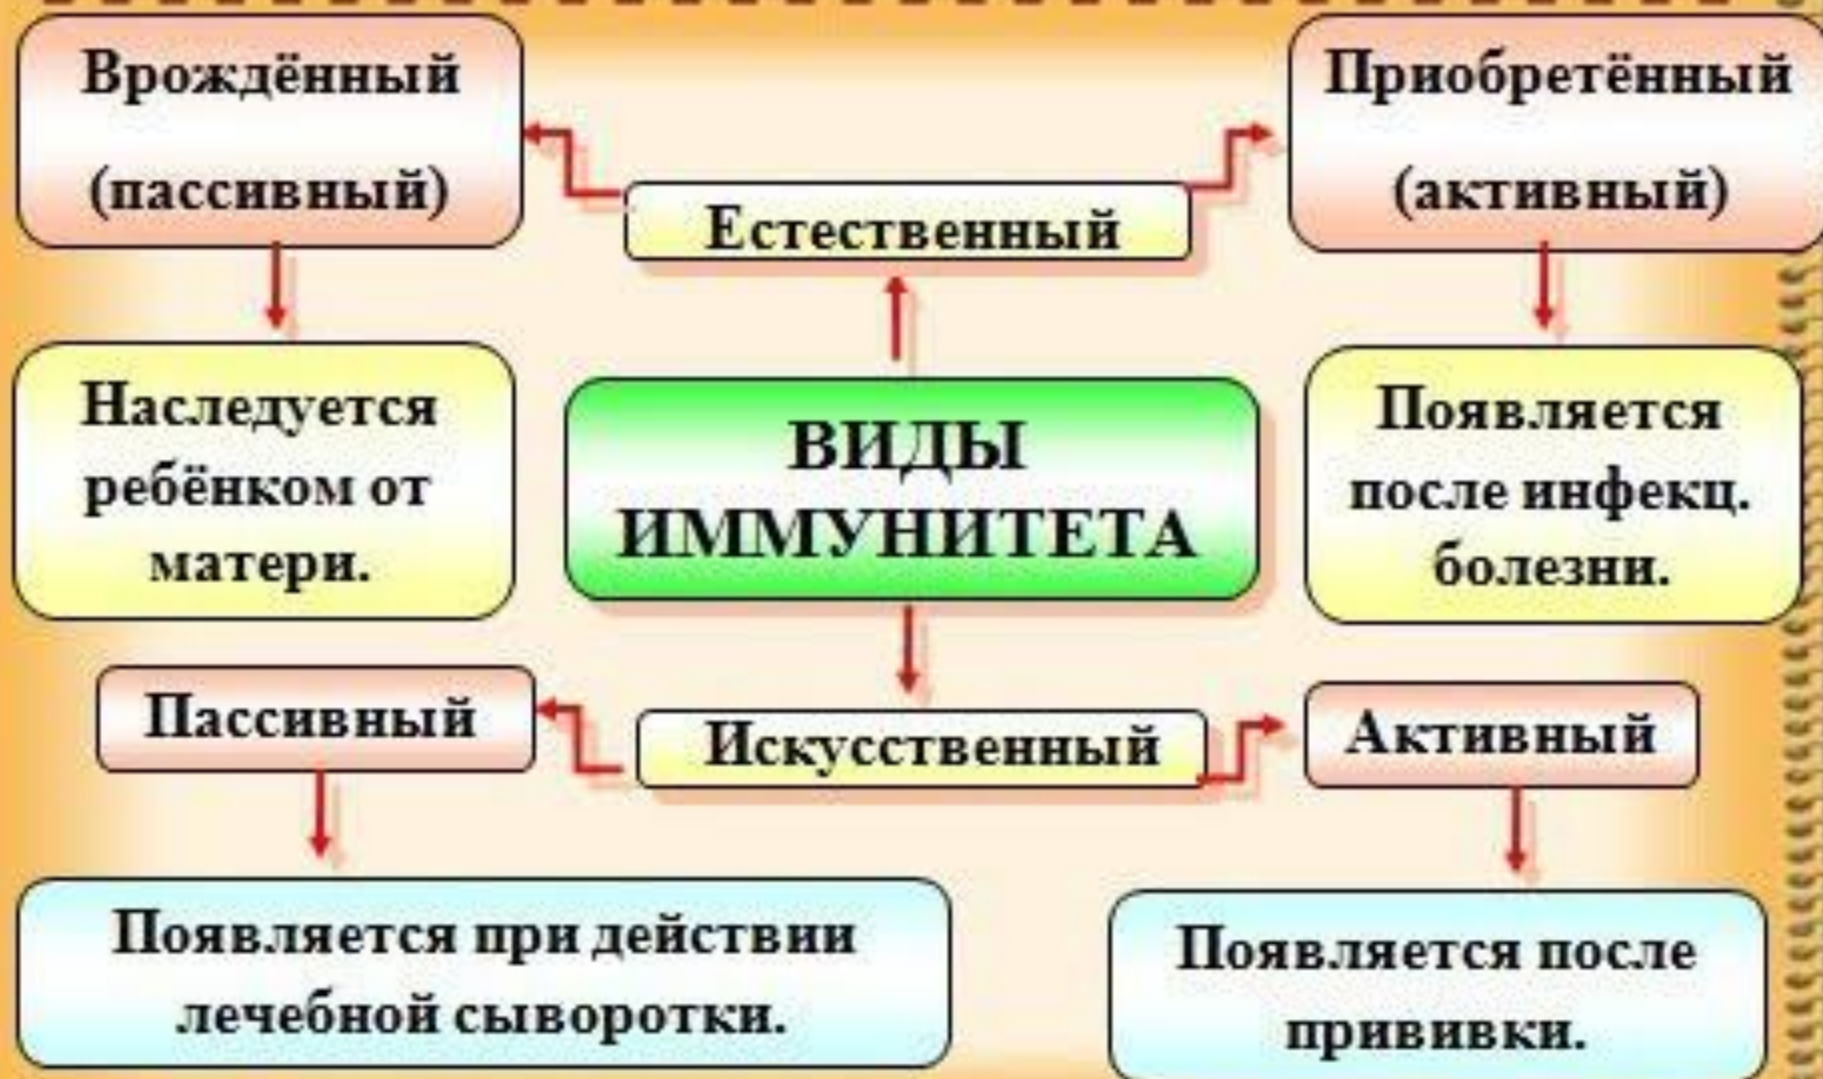 Врождённый
(пассивный)
Приобретённый
(активный)
Естественный
Наследуется
ребёнком от
матери.
ВИДЫ
ИММУНИТЕТА
Появляется
после инфекц.
болезни.
Пассивный
Искусственный
Активный
Появляется при действии
лечебной сыворотки.
Появляется после
прививки.